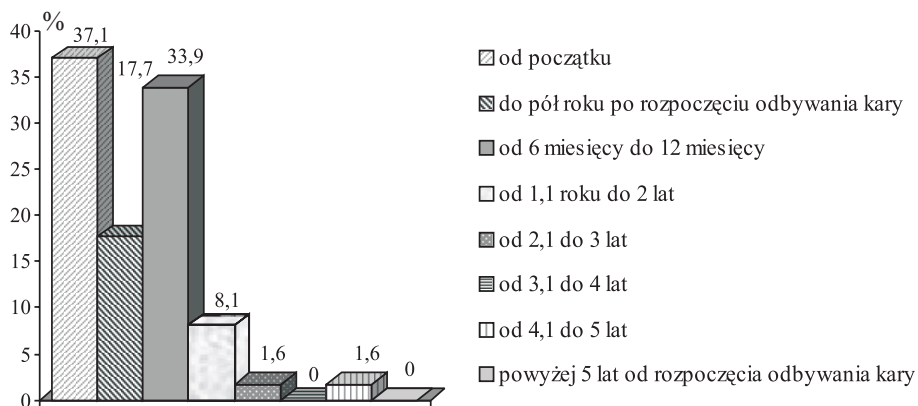 %
40
35
30
25
20
15
10
5
0
37,1
17,7
33,9
8,1
1,6
0
1,6
0
od początku
do pół roku po rozpoczęciu odbywania kary
od 6 miesięcy do 12 miesięcy
od 1,1 roku do 2 lat
od 2,1 do 3 lat
od 3,1 do 4 lat
od 4,1 do 5 lat
powyżej 5 lat od rozpoczęcia odbywania kary